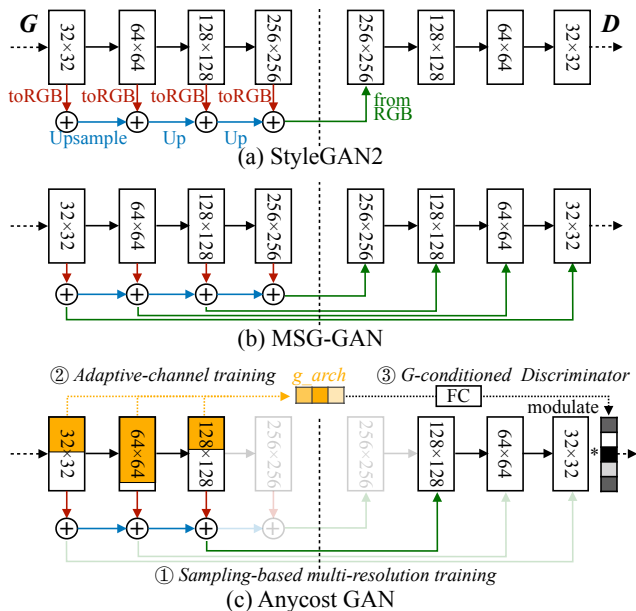 G D
32×32 64×64 128×128 256×256 256×256 128×128 64×64 32×32
toRGB toRGB toRGB toRGB from
RGB
Upsample Up Up
(a) StyleGAN2
32×32 64×64 128×128 256×256 256×256 128×128 64×64 32×32
(b) MSG-GAN
② Adaptive-channel training g_arch ③ G-conditioned Discriminator
FC
modulate
32×32 64×64 128×128 256×256 256×256 128×128 64×64 32×32 *
① Sampling-based multi-resolution training
(c) Anycost GAN